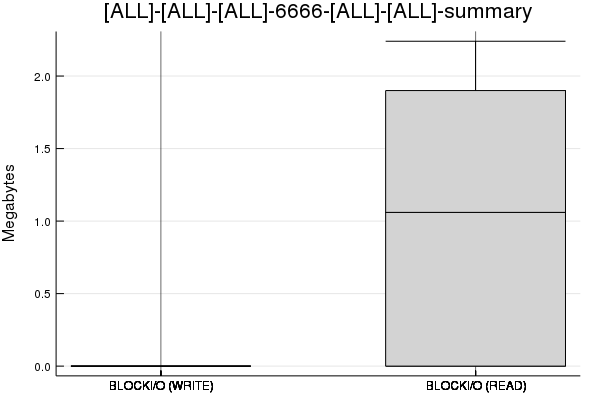 [ALL]-[ALL]-[ALL]-6666-[ALL]-[ALL]-summary
Megabytes
2.0
1.5
1.0
0.5
0.0
BLOCKI/O (WRITE)
BLOCKI/O (READ)